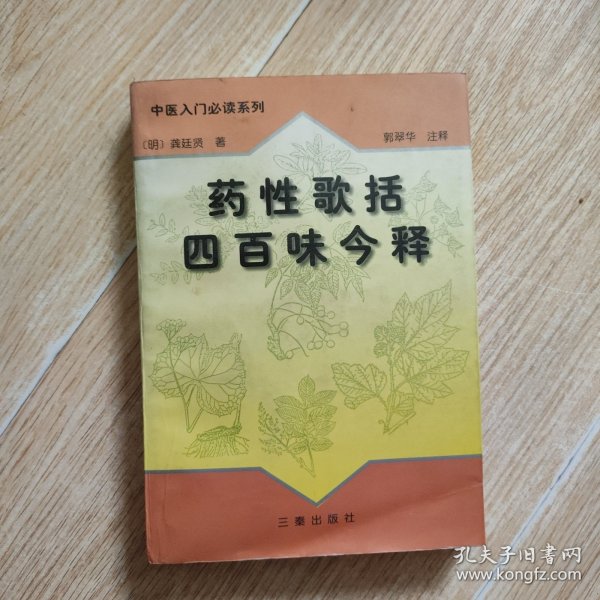 中医入门必读系列
〔明〕龚廷贤 著
郭翠华 注释
药性歌括
四百味今释
三秦出版社
孔夫子旧书网
www.kongfz.com